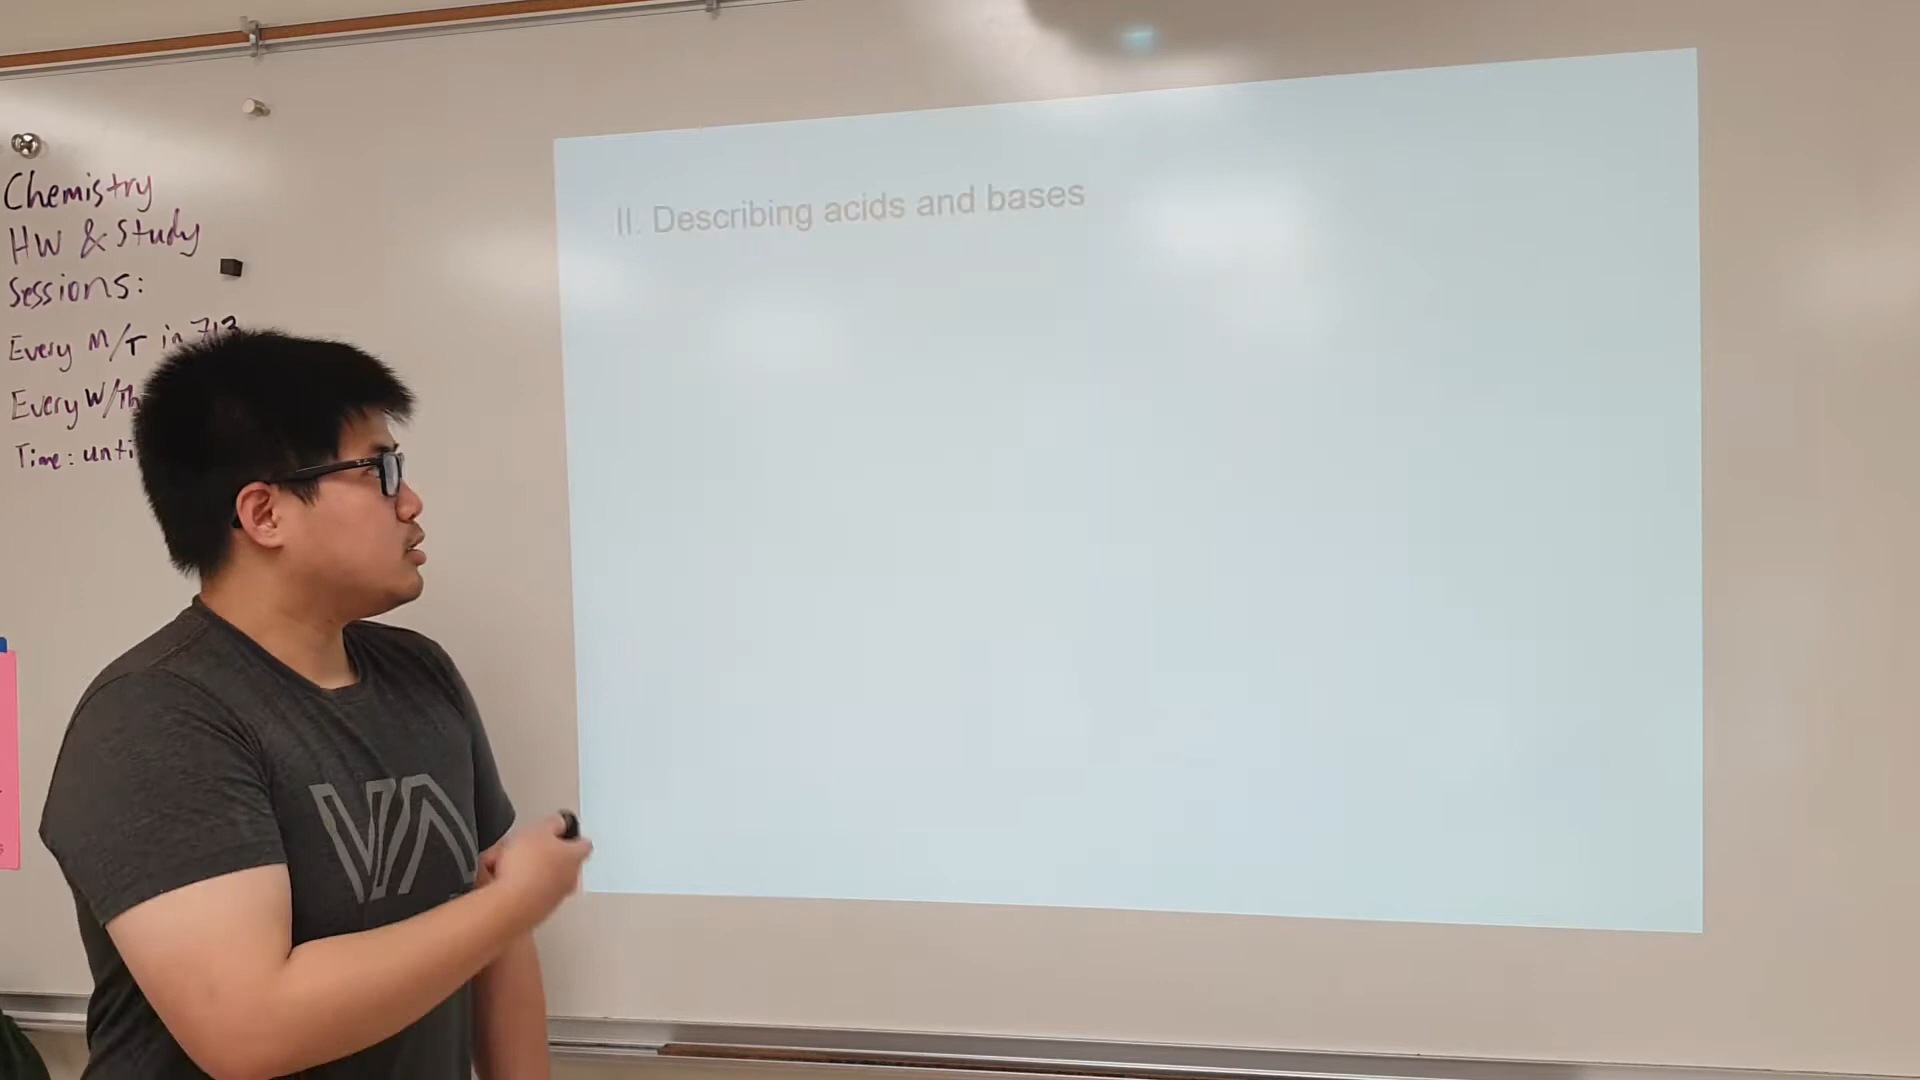 Chemistry
HW & Study
Sessions:
Every M/T in 713
Every W/Th
Time: unti
II. Describing acids and bases